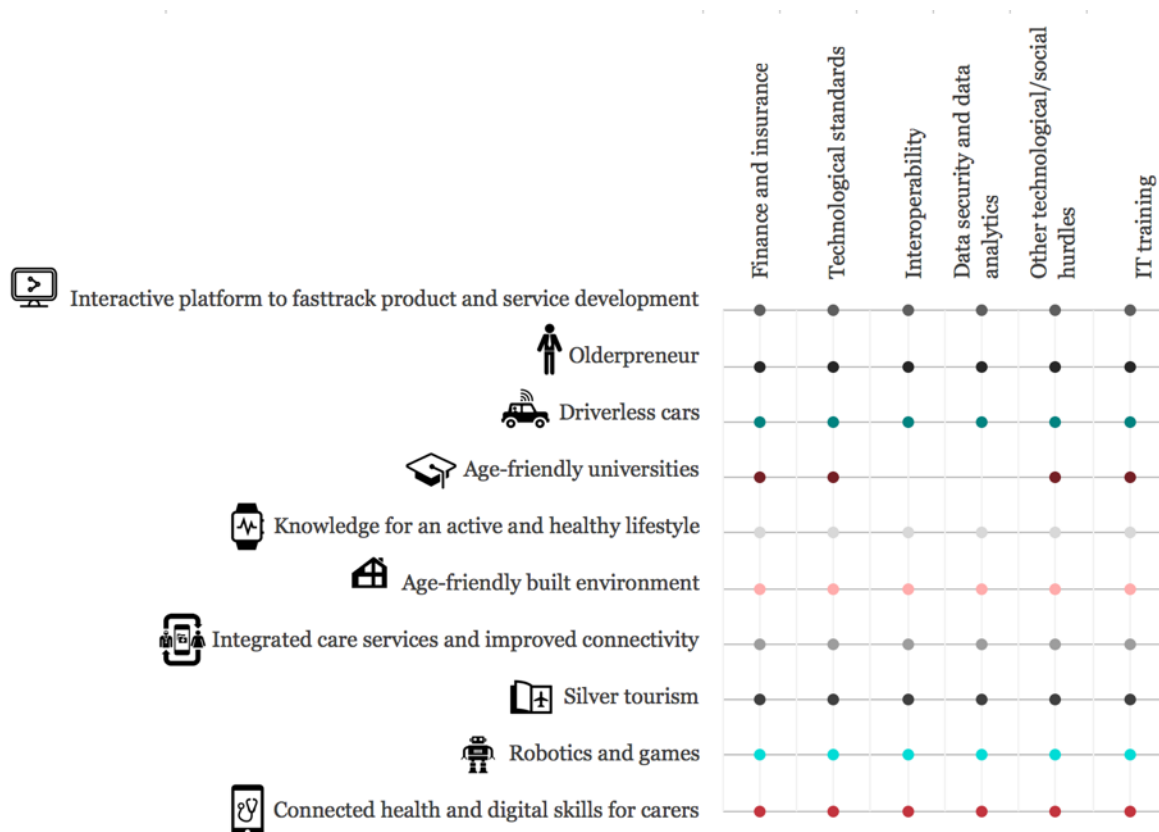 Finance and insurance
Technological standards
Interoperability
Data security and data
analytics
Other technological/social
hurdles
IT training
Interactive platform to fasttrack product and service development
Olderpreneur
Driverless cars
Age-friendly universities
Knowledge for an active and healthy lifestyle
Age-friendly built environment
Integrated care services and improved connectivity
Silver tourism
Robotics and games
Connected health and digital skills for carers